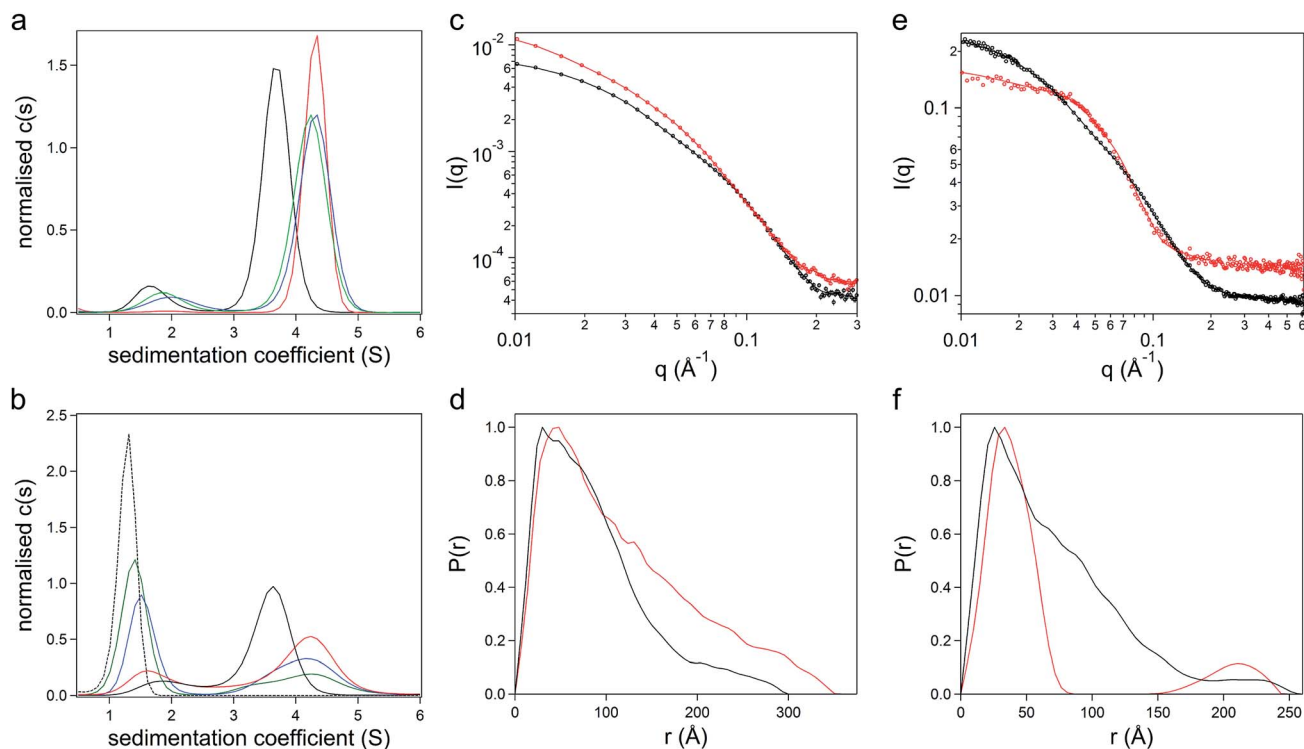 a
normalised c(s)
1.5
1.0
0.5
0.0
1 2 3 4 5 6
sedimentation coefficient (S)
b
normalised c(s)
2.5
2.0
1.5
1.0
0.5
0.0
1 2 3 4 5 6
sedimentation coefficient (S)
c
I(q)
10⁻²
6
4
2
10⁻³
6
4
2
10⁻⁴
6
4
0.01 2 3 4 5 6 7 8 0.1 2 3
q (Å⁻¹)
d
P(r)
1.0
0.8
0.6
0.4
0.2
0.0
0 100 200 300
r (Å)
e
I(q)
2
0.1
6
4
2
0.01
0.01 2 3 4 5 6 7 0.1 2 3 4 5 6
q (Å⁻¹)
f
P(r)
1.0
0.8
0.6
0.4
0.2
0.0
0 50 100 150 200 250
r (Å)